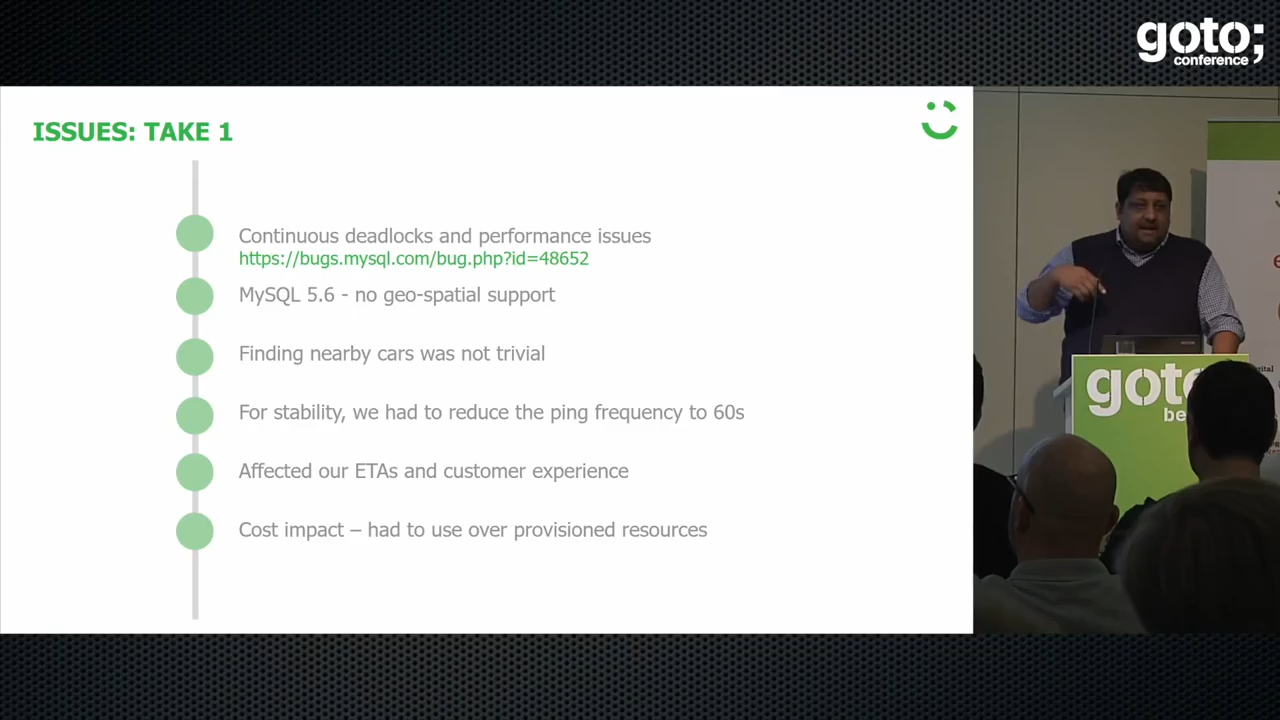 goto;
conference
ISSUES: TAKE 1
Continuous deadlocks and performance issues
https://bugs.mysql.com/bug.php?id=48652
MySQL 5.6 - no geo-spatial support
Finding nearby cars was not trivial
For stability, we had to reduce the ping frequency to 60s
Affected our ETAs and customer experience
Cost impact – had to use over provisioned resources
goto
be